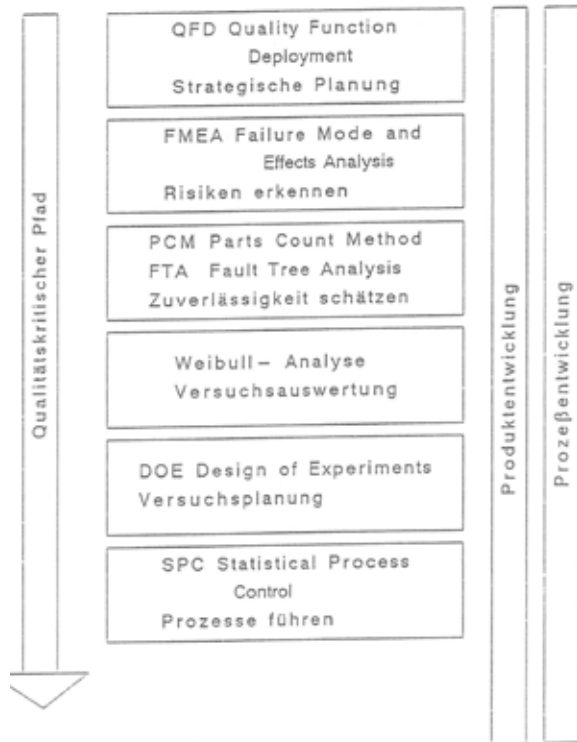 QFD Quality Function
Deployment
Strategische Planung
FMEA Failure Mode and
Effects Analysis
Risiken erkennen
PCM Parts Count Method
FTA Fault Tree Analysis
Zuverlässigkeit schätzen
Weibull – Analyse
Versuchsauswertung
DOE Design of Experiments
Versuchsplanung
SPC Statistical Process
Control
Prozesse führen
Qualitätskritischer Pfad
Produktentwicklung
Prozeßentwicklung